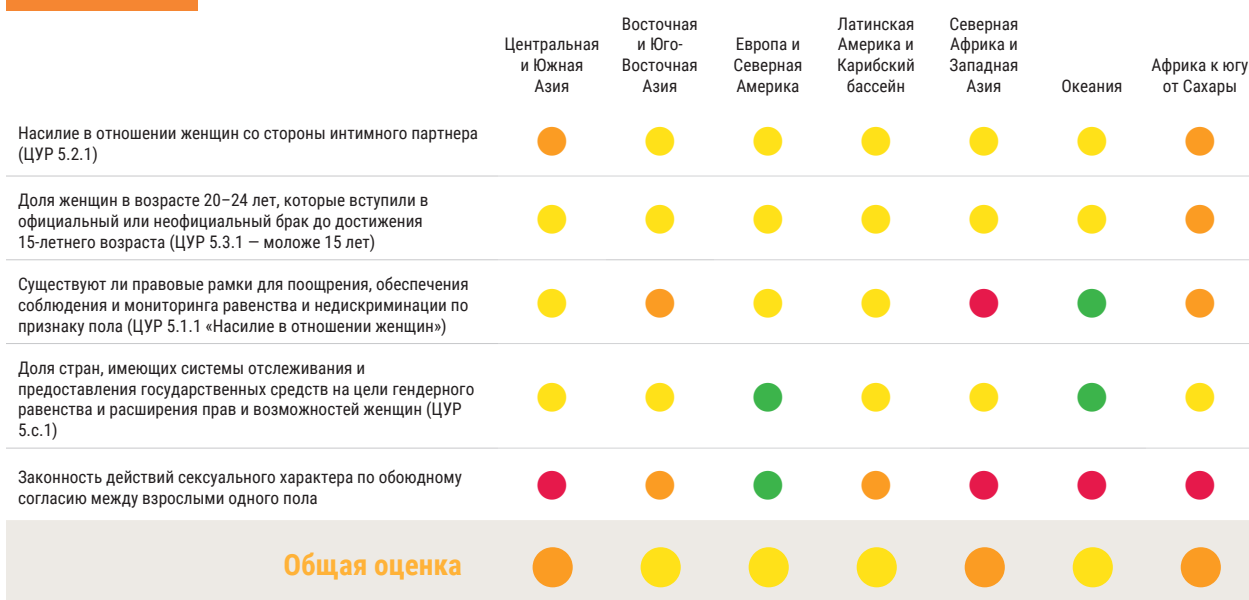 Центральная
и Южная
Азия
Восточная
и Юго-
Восточная
Азия
Европа и
Северная
Америка
Латинская
Америка и
Карибский
бассейн
Северная
Африка и
Западная
Азия
Океания
Африка к югу
от Сахары
Насилие в отношении женщин со стороны интимного партнера
(ЦУР 5.2.1)
Доля женщин в возрасте 20–24 лет, которые вступили в
официальный или неофициальный брак до достижения
15-летнего возраста (ЦУР 5.3.1 — моложе 15 лет)
Существуют ли правовые рамки для поощрения, обеспечения
соблюдения и мониторинга равенства и недискриминации по
признаку пола (ЦУР 5.1.1 «Насилие в отношении женщин»)
Доля стран, имеющих системы отслеживания и
предоставления государственных средств на цели гендерного
равенства и расширения прав и возможностей женщин (ЦУР
5.c.1)
Законность действий сексуального характера по обоюдному
согласию между взрослыми одного пола
Общая оценка